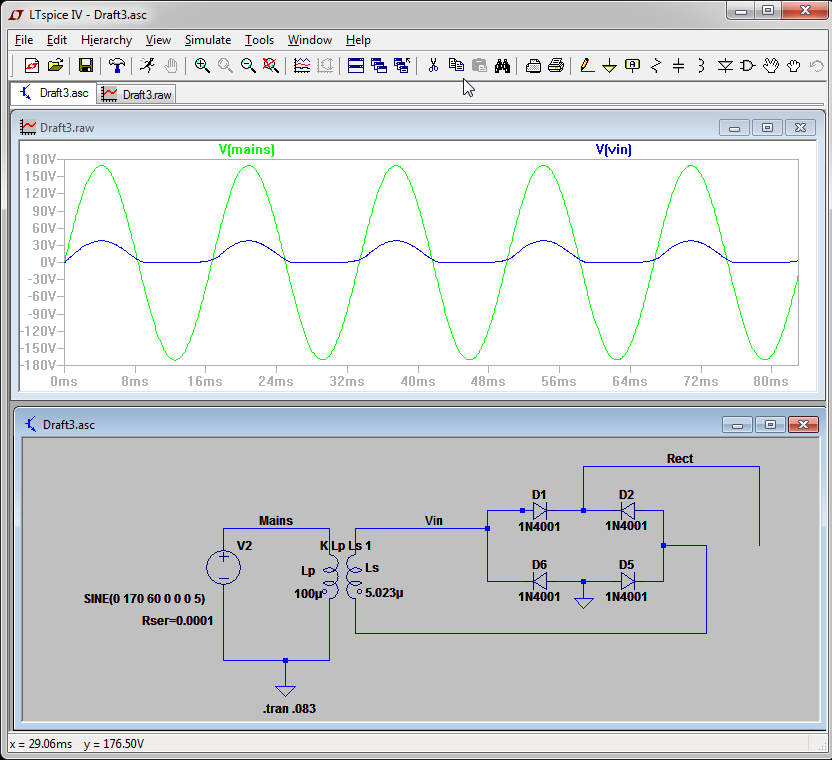 LTspice IV - Draft3.asc
File Edit Hierarchy View Simulate Tools Window Help
Draft3.asc Draft3.raw
Draft3.raw
V(mains) V(vin)
180V
150V
120V
90V
60V
30V
0V
-30V
-60V
-90V
-120V
-150V
-180V
0ms 8ms 16ms 24ms 32ms 40ms 48ms 56ms 64ms 72ms 80ms
Draft3.asc
Rect
D1 D2
Mains Vin
1N4001 1N4001
V2 K Lp Ls 1
Lp Ls D6 D5
SINE(0 170 60 0 0 0 5) 100µ 5.023µ 1N4001 1N4001
Rser=0.0001
.tran .083
x = 29.06ms y = 176.50V